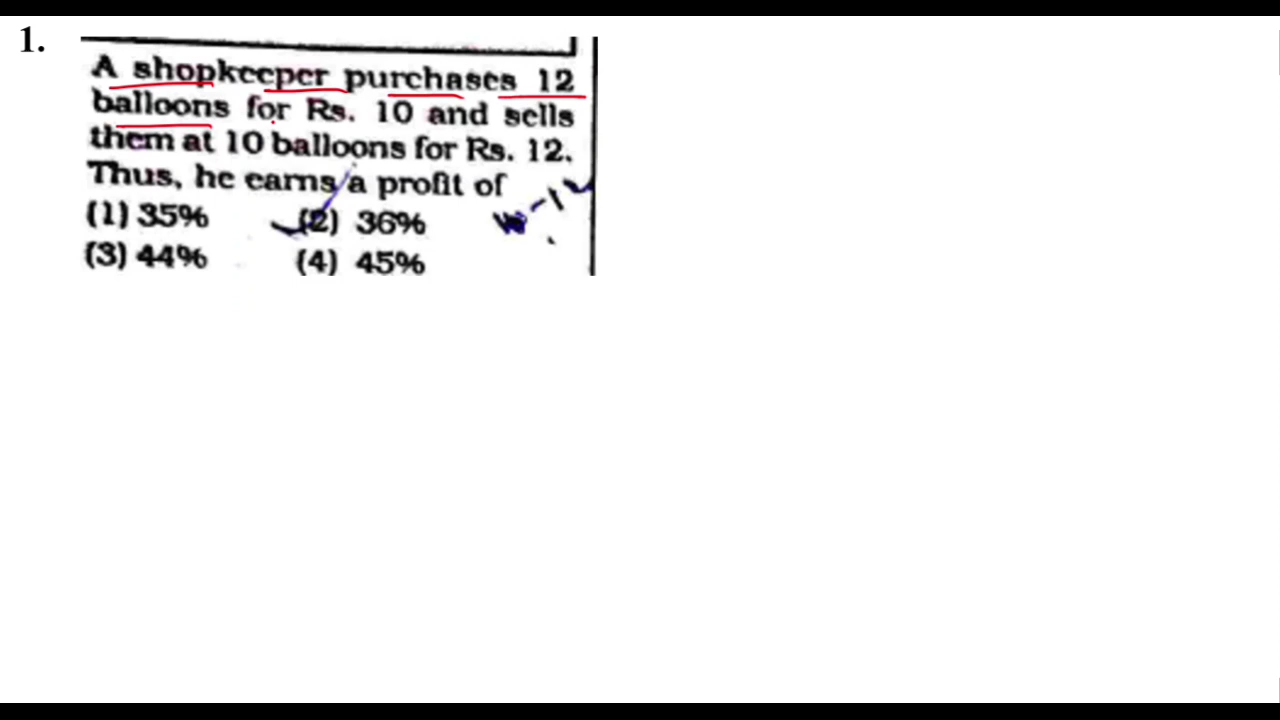 1.
A shopkeeper purchases 12
balloons for Rs. 10 and sells
them at 10 balloons for Rs. 12.
Thus, he earns a profit of
(1) 35% (2) 36%
(3) 44% (4) 45%